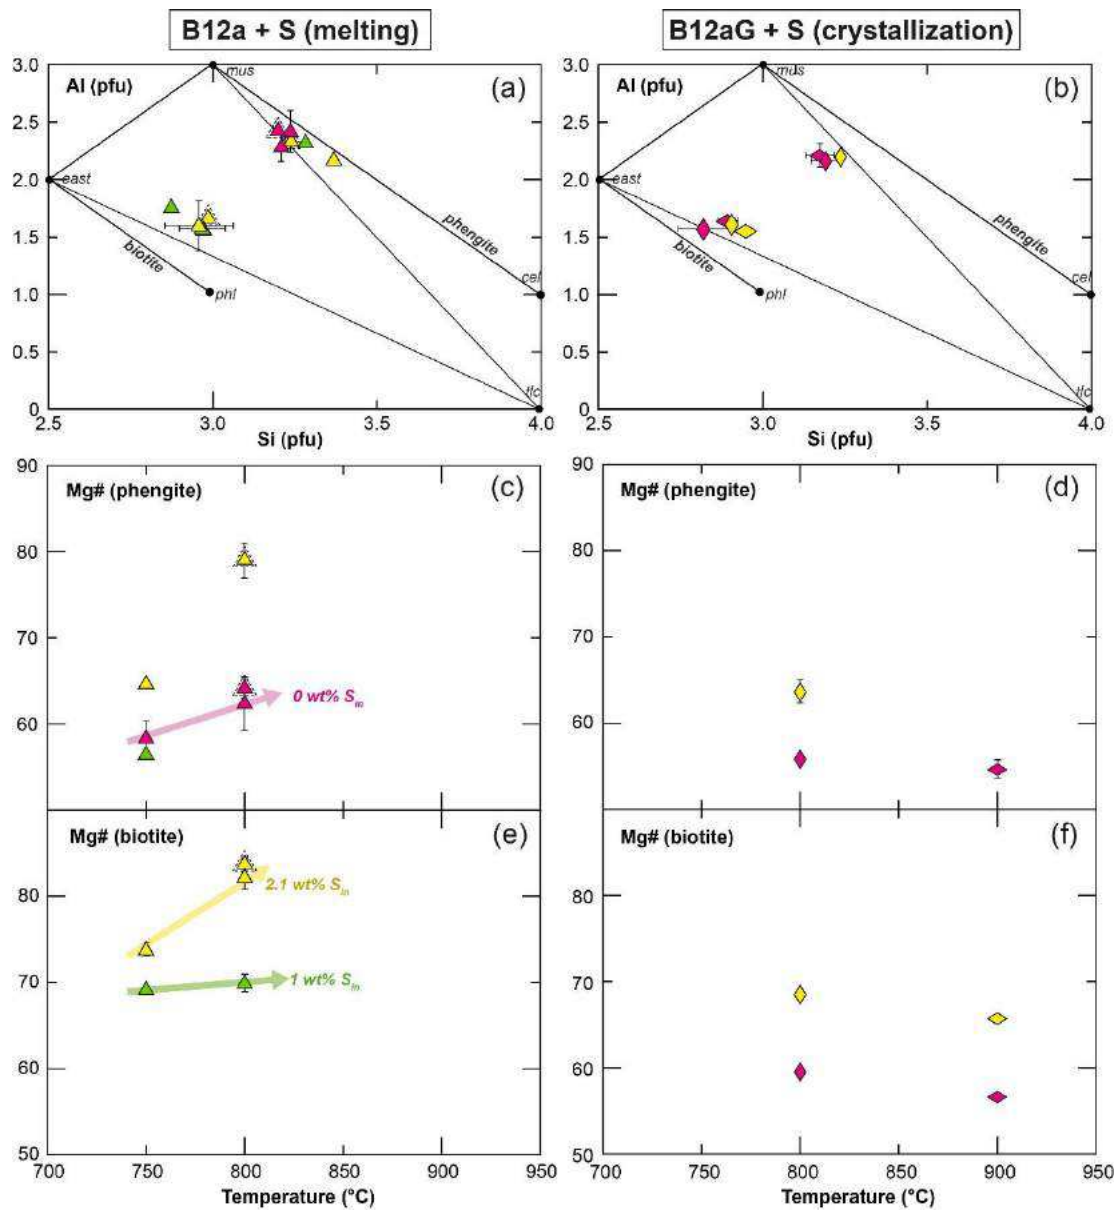 B12a + S (melting)
B12aG + S (crystallization)
3.0
Al (pfu)
mus
(a)
2.5
2.0
east
1.5
biotite
phengite
1.0
phl
cel
0.5
tlc
0
2.5
3.0
3.5
4.0
Si (pfu)
3.0
Al (pfu)
mus
(b)
2.5
2.0
east
1.5
biotite
phengite
1.0
phl
cel
0.5
tlc
0
2.5
3.0
3.5
4.0
Si (pfu)
90
Mg# (phengite)
(c)
80
70
0 wt% Sin
60
Mg# (phengite)
(d)
80
70
60
Mg# (biotite)
(e)
80
2.1 wt% Sin
70
1 wt% Sin
60
50
700
750
800
850
900
950
Temperature (°C)
Mg# (biotite)
(f)
80
70
60
50
700
750
800
850
900
950
Temperature (°C)